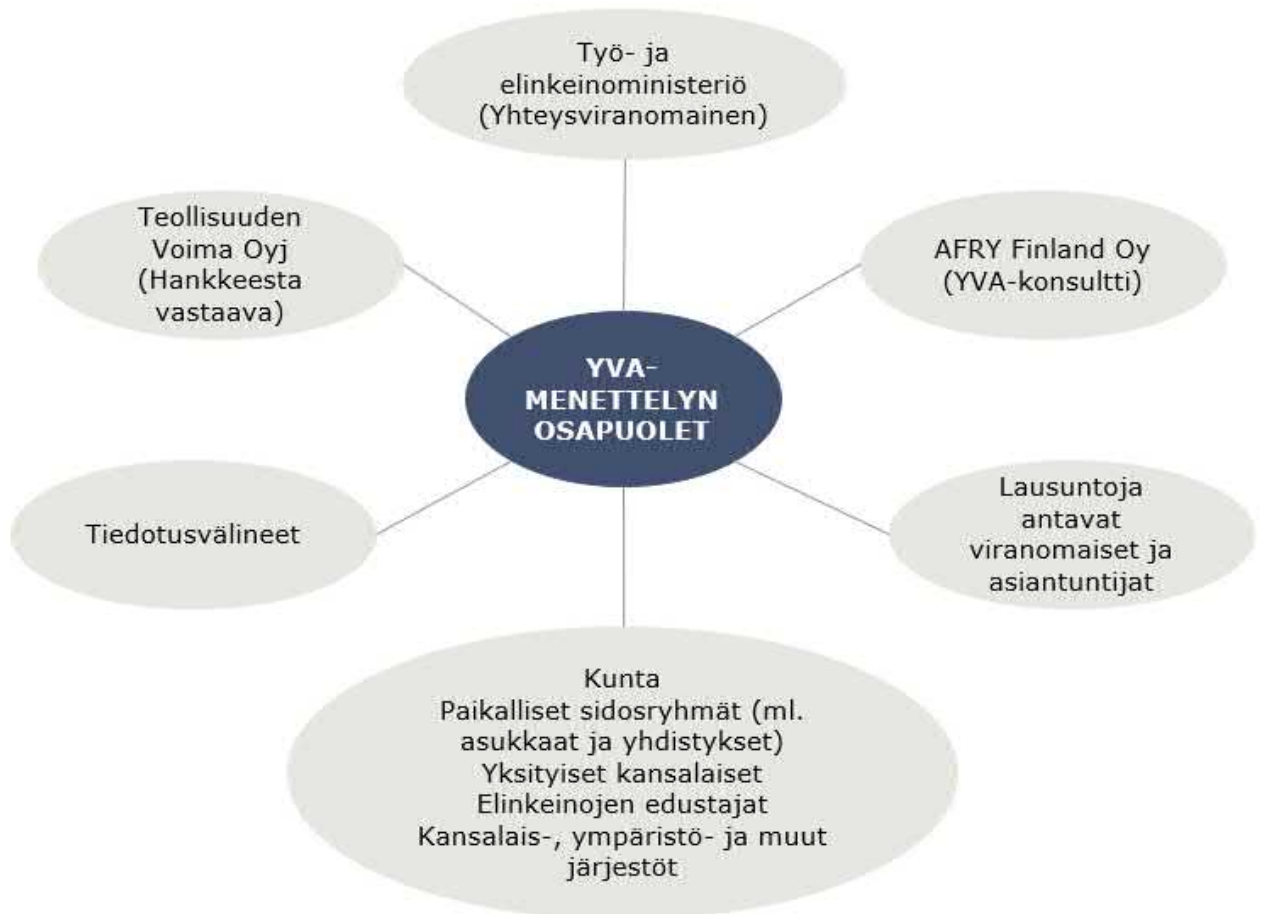 Työ- ja
elinkeinoministeriö
(Yhteysviranomainen)
Teollisuuden
Voima Oyj
(Hankkeesta
vastaava)
AFRY Finland Oy
(YVA-konsultti)
YVA-
MENETTELYN
OSAPUOLET
Tiedotusvälineet
Lausuntoja
antavat
viranomaiset ja
asiantuntijat
Kunta
Paikalliset sidosryhmät (ml.
asukkaat ja yhdistykset)
Yksityiset kansalaiset
Elinkeinojen edustajat
Kansalais-, ympäristö- ja muut
järjestöt